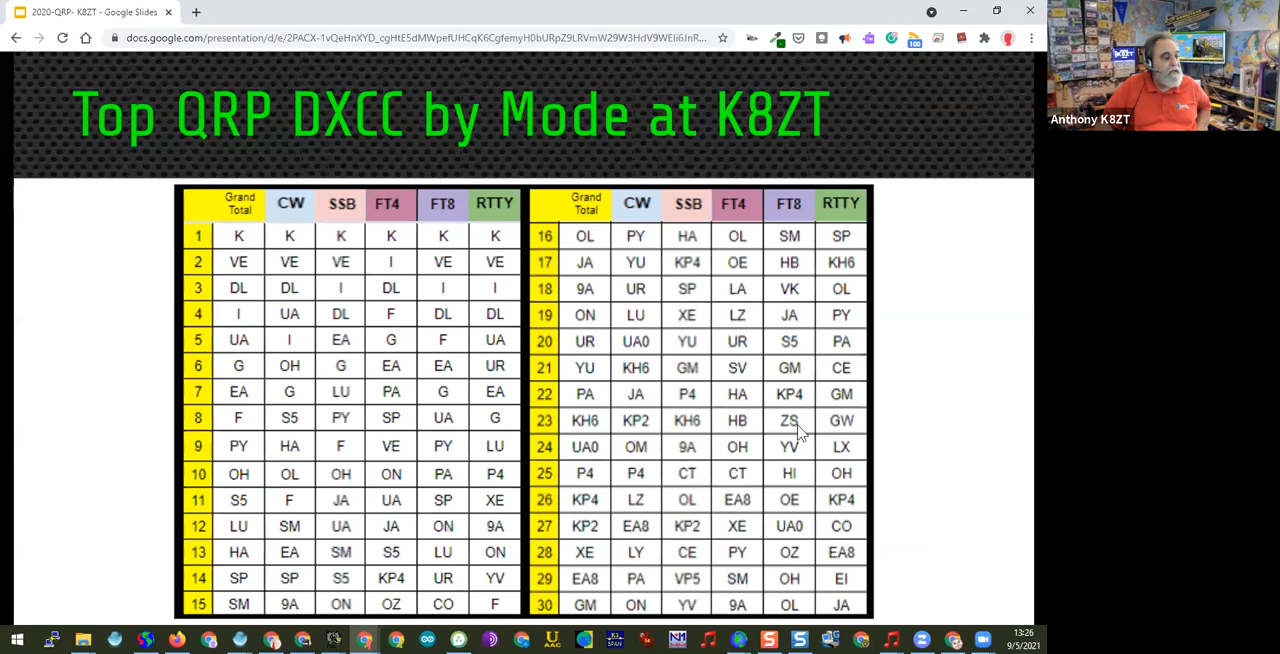 2020-QRP- K8ZT - Google Slides
docs.google.com/presentation/d/e/2PACX-1vQeHnXYD_cgHtE5dMWpefUHCqK6CgfemyH0bURpZ9LRVmW29W3HdV9WEli6JnR...
100
Top QRP DXCC by Mode at K8ZT
Anthony K8ZT
Grand Total CW SSB FT4 FT8 RTTY
1 K K K K K K
2 VE VE VE I VE VE
3 DL DL I DL I I
4 I UA DL F DL DL
5 UA I EA G F UA
6 G OH G EA EA UR
7 EA G LU PA G EA
8 F S5 PY SP UA G
9 PY HA F VE PY LU
10 OH OL OH ON PA P4
11 S5 F JA UA SP XE
12 LU SM UA JA ON 9A
13 HA EA SM S5 LU ON
14 SP SP S5 KP4 UR YV
15 SM 9A ON OZ CO F
Grand Total CW SSB FT4 FT8 RTTY
16 OL PY HA OL SM SP
17 JA YU KP4 OE HB KH6
18 9A UR SP LA VK OL
19 ON LU XE LZ JA PY
20 UR UA0 YU UR S5 PA
21 YU KH6 GM SV GM CE
22 PA JA P4 HA KP4 GM
23 KH6 KP2 KH6 HB ZS GW
24 UA0 OM 9A OH YV LX
25 P4 P4 CT CT HI OH
26 KP4 LZ OL EA8 OE KP4
27 KP2 EA8 KP2 XE UA0 CO
28 XE LY CE PY OZ EA8
29 EA8 PA VP5 SM OH EI
30 GM ON YV 9A OL JA
13:26
9/5/2021